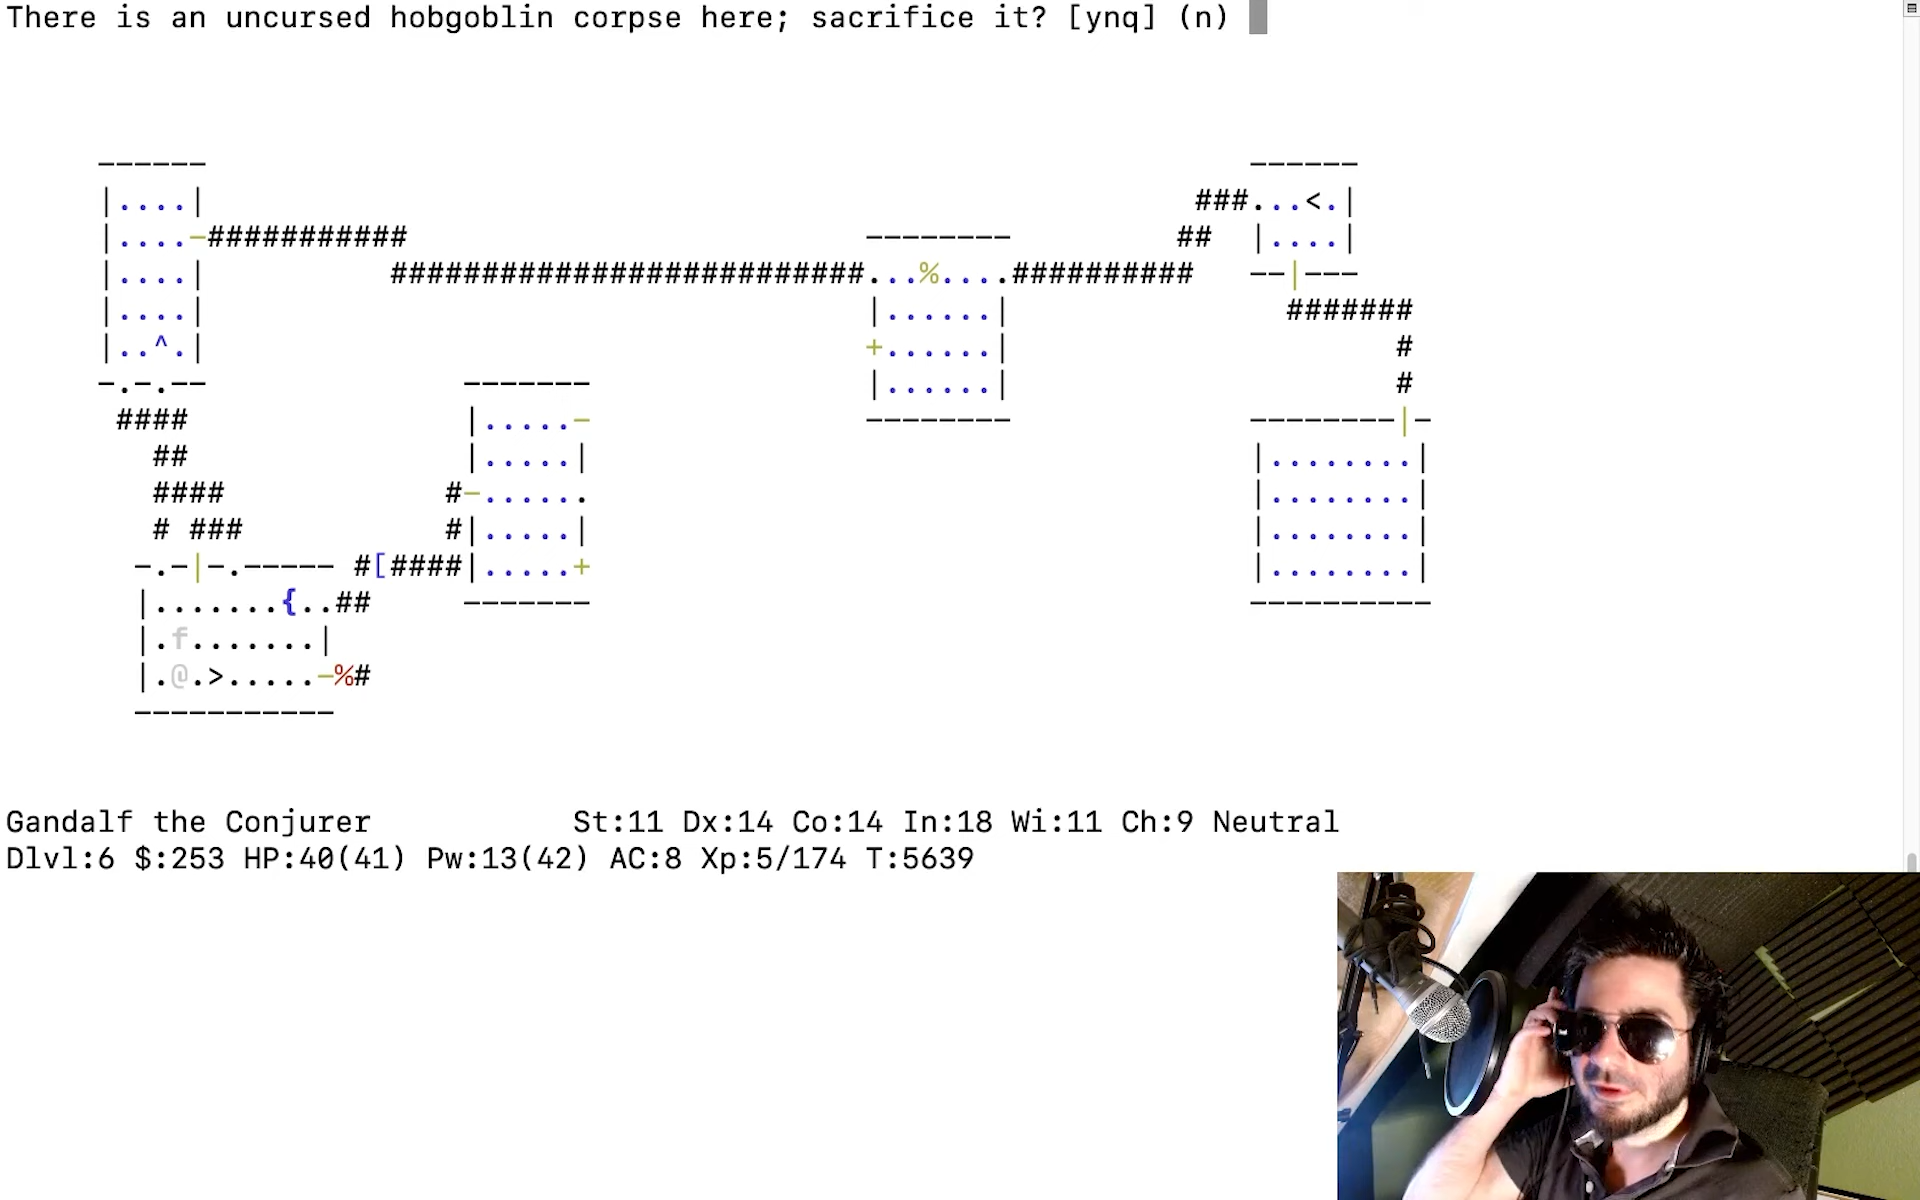 There is an uncursed hobgoblin corpse here; sacrifice it? [ynq] (n)
------                                                         ------
|....|                                                      ###...<.|
|....-###########                         --------         ##  |....|
|....|          ##########################...%....##########   --|---
|....|                                    |......|               #######
|..^.|                                    +......|                     #
-.-.--              -------               |......|                     #
####                |.....-               --------             --------|-
##                  |.....|                                    |........|
####            #-......                                       |........|
# ###           #|.....|                                       |........|
-.-|-.----- #[####|.....+                                      |........|
|.......{..##     -------                                      ----------
|.f.......|
|.@.>.....-%#
-----------
Gandalf the Conjurer St:11 Dx:14 Co:14 In:18 Wi:11 Ch:9 Neutral
Dlvl:6 $:253 HP:40(41) Pw:13(42) AC:8 Xp:5/174 T:5639